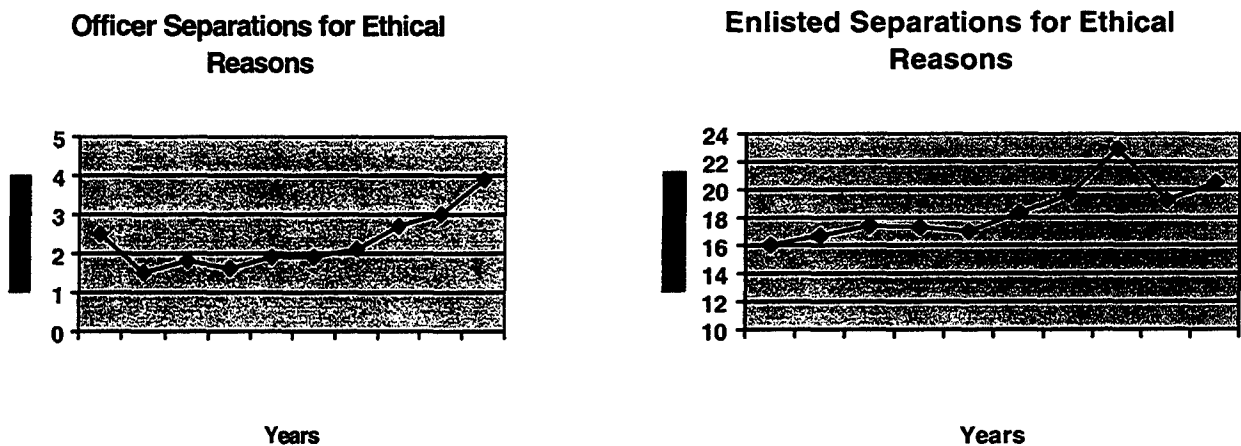 Officer Separations for Ethical
Reasons
5
4
3
2
1
0
Years
Enlisted Separations for Ethical
Reasons
24
22
20
18
16
14
12
10
Years